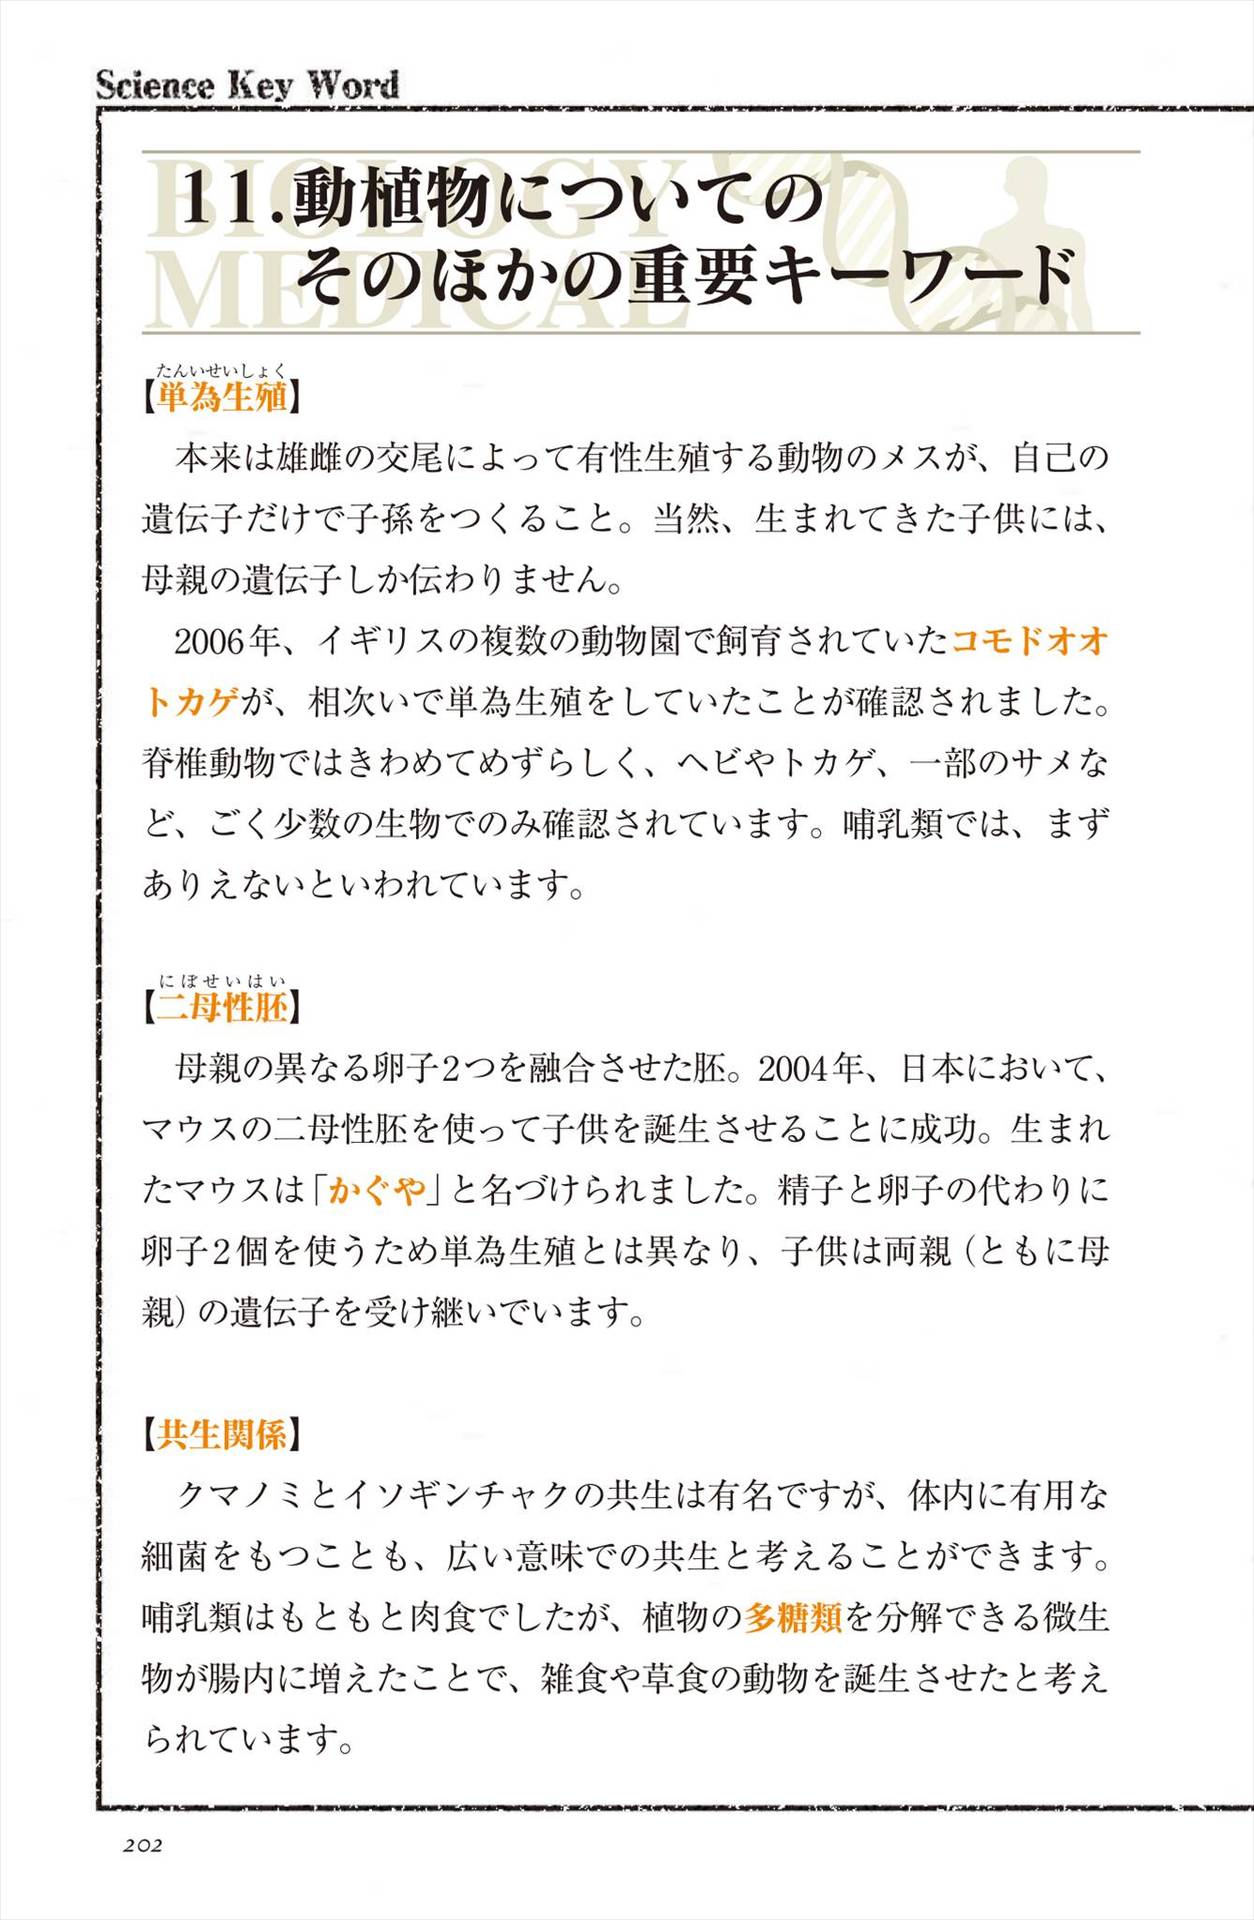 Science Key Word
BIOLOGY
MEDICAL
11.動植物についての
そのほかの重要キーワード
たんいせいしょく
【単為生殖】
本来は雄雌の交尾によって有性生殖する動物のメスが、自己の
遺伝子だけで子孫をつくること。当然、生まれてきた子供には、
母親の遺伝子しか伝わりません。
2006年、イギリスの複数の動物園で飼育されていたコモドオオ
トカゲが、相次いで単為生殖をしていたことが確認されました。
脊椎動物ではきわめてめずらしく、ヘビやトカゲ、一部のサメな
ど、ごく少数の生物でのみ確認されています。哺乳類では、まず
ありえないといわれています。
にぼせいはい
【二母性胚】
母親の異なる卵子2つを融合させた胚。2004年、日本において、
マウスの二母性胚を使って子供を誕生させることに成功。生まれ
たマウスは「かぐや」と名づけられました。精子と卵子の代わりに
卵子2個を使うため単為生殖とは異なり、子供は両親（ともに母
親）の遺伝子を受け継いでいます。
【共生関係】
クマノミとイソギンチャクの共生は有名ですが、体内に有用な
細菌をもつことも、広い意味での共生と考えることができます。
哺乳類はもともと肉食でしたが、植物の多糖類を分解できる微生
物が腸内に増えたことで、雑食や草食の動物を誕生させたと考え
られています。
202